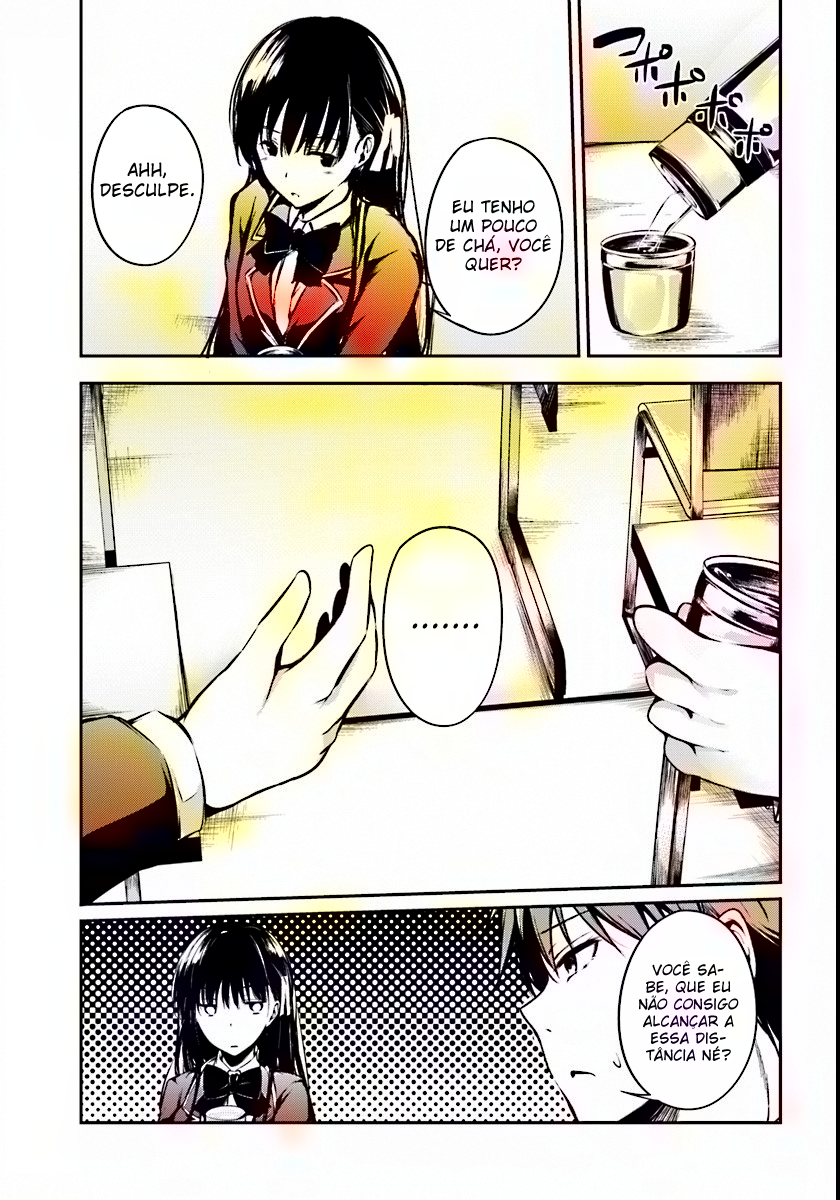 コポポポポ
EU TENHO
UM POUCO
DE CHÁ, VOCÊ
QUER?
AHH,
DESCULPE.
.......
VOCÊ SA-
BE, QUE EU
NÃO CONSIGO
ALCANÇAR A
ESSA DIS-
TÂNCIA NÉ?